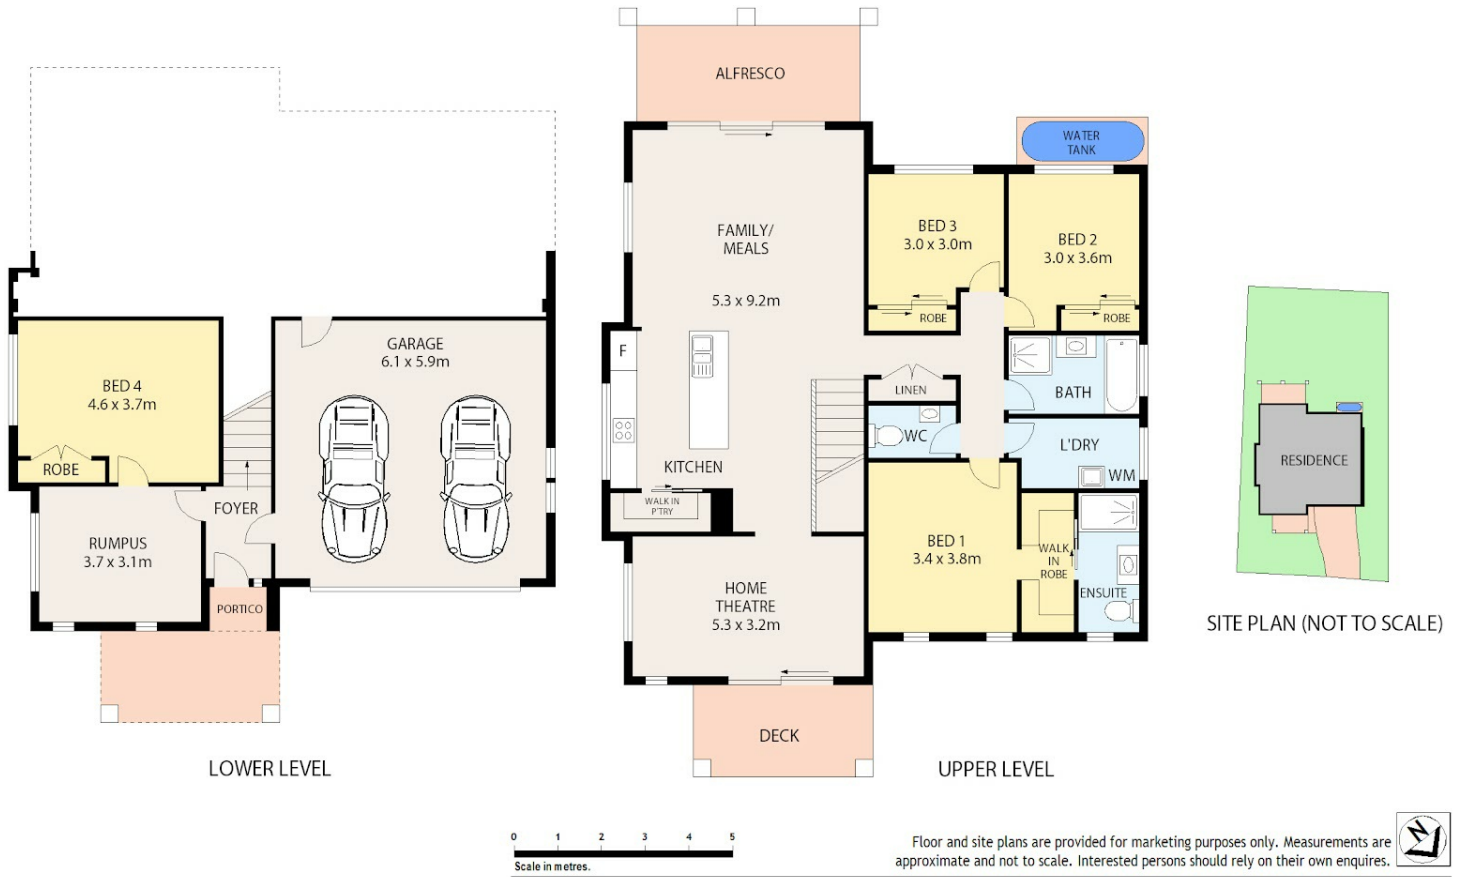 ALFRESCO
WATER
TANK
FAMILY/
MEALS
5.3 x 9.2m
BED 3
3.0 x 3.0m
BED 2
3.0 x 3.6m
ROBE
ROBE
GARAGE
6.1 x 5.9m
BED 4
4.6 x 3.7m
ROBE
FOYER
RUMPUS
3.7 x 3.1m
PORTICO
F
LINEN
BATH
WC
L'DRY
WM
KITCHEN
WALK IN
P'TRY
BED 1
3.4 x 3.8m
WALK
IN
ROBE
ENSUITE
HOME
THEATRE
5.3 x 3.2m
DECK
RESIDENCE
SITE PLAN (NOT TO SCALE)
LOWER LEVEL
UPPER LEVEL
0 1 2 3 4 5
Scale in metres.
Floor and site plans are provided for marketing purposes only. Measurements are
approximate and not to scale. Interested persons should rely on their own enquires.
N